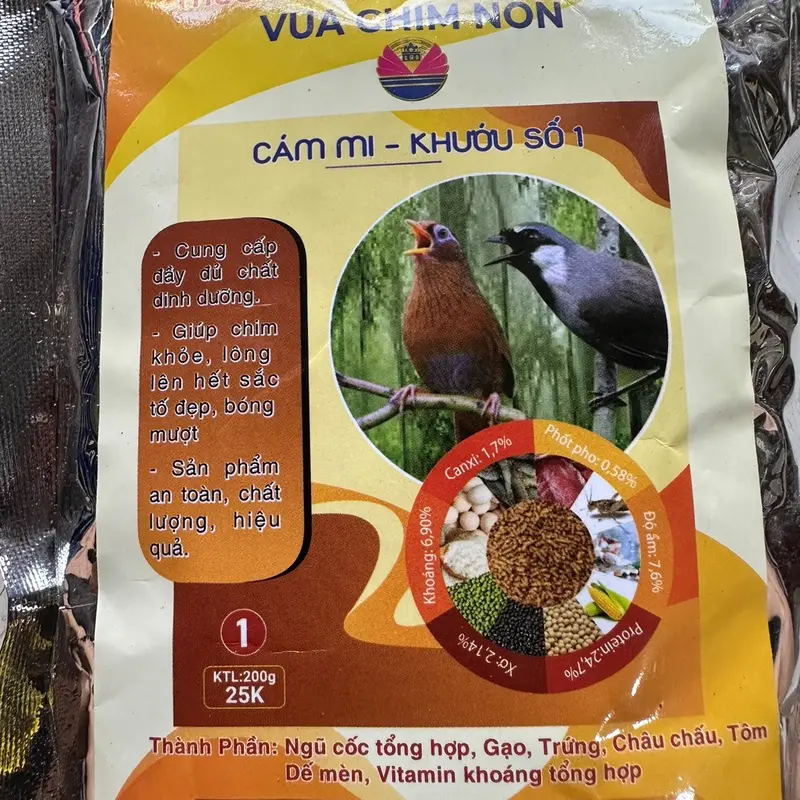 VUA CHIM NON
CÁM MI - KHƯỚU SỐ 1
- Cung cấp
đầy đủ chất
dinh dưỡng.
- Giúp chim
khỏe, lông
lên hết sắc
tố đẹp, bóng
mượt
- Sản phẩm
an toàn, chất
lượng, hiệu
quả.
Canxi: 1,7%
Phốt pho: 0,58%
Khoáng: 6,90%
Độ ẩm: 7,6%
Xơ: 2,14%
Protein:24,7%
1
KTL:200g
25K
Thành Phần: Ngũ cốc tổng hợp, Gạo, Trứng, Châu chấu, Tôm
Dế mèn, Vitamin khoáng tổng hợp